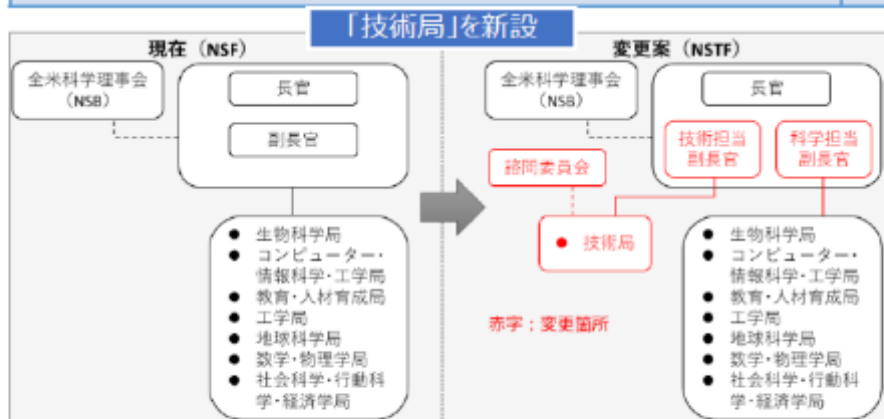 「技術局」を新設
現在（NSF）
全米科学理事会
（NSB）
長官
副長官
● 生物科学局
● コンピューター・
情報科学・工学局
● 教育・人材育成局
● 工学局
● 地球科学局
● 数学・物理学局
● 社会科学・行動科
学・経済学局
変更案（NSTF）
全米科学理事会
（NSB）
長官
技術担当
副長官
科学担当
副長官
諮問委員会
● 技術局
赤字：変更箇所
● 生物科学局
● コンピューター・
情報科学・工学局
● 教育・人材育成局
● 工学局
● 地球科学局
● 数学・物理学局
● 社会科学・行動科
学・経済学局